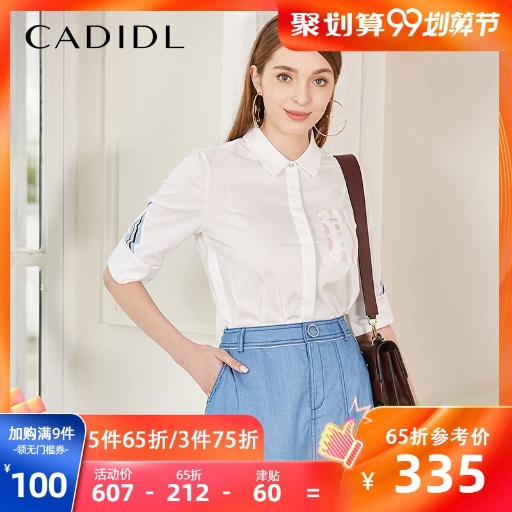 CADIDL
聚划算99划算节
5件65折/3件75折
加购满9件
-领无门槛券-
¥100
活动价 65折 津贴
607 - 212 - 60 =
65折参考价
¥ 335